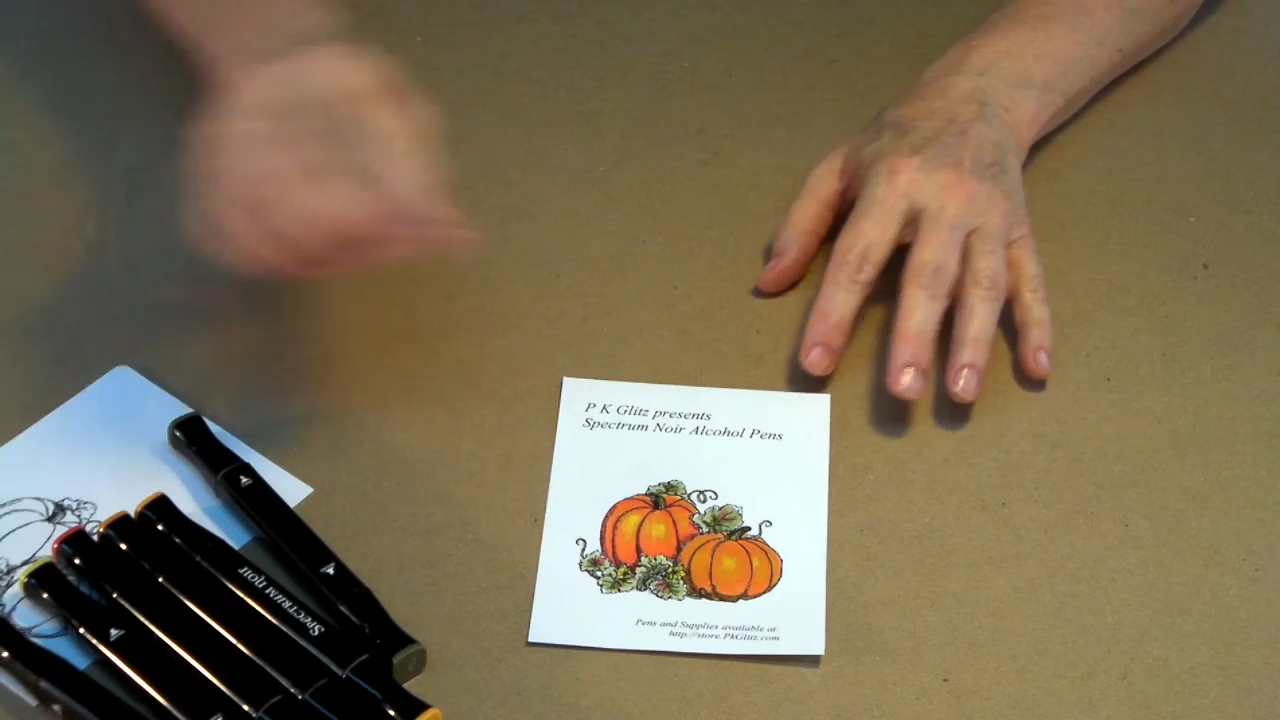 P K Glitz presents
Spectrum Noir Alcohol Pens
Pens and Supplies available at:
http://store.PkGlitz.com
SPECTRUM NOIR